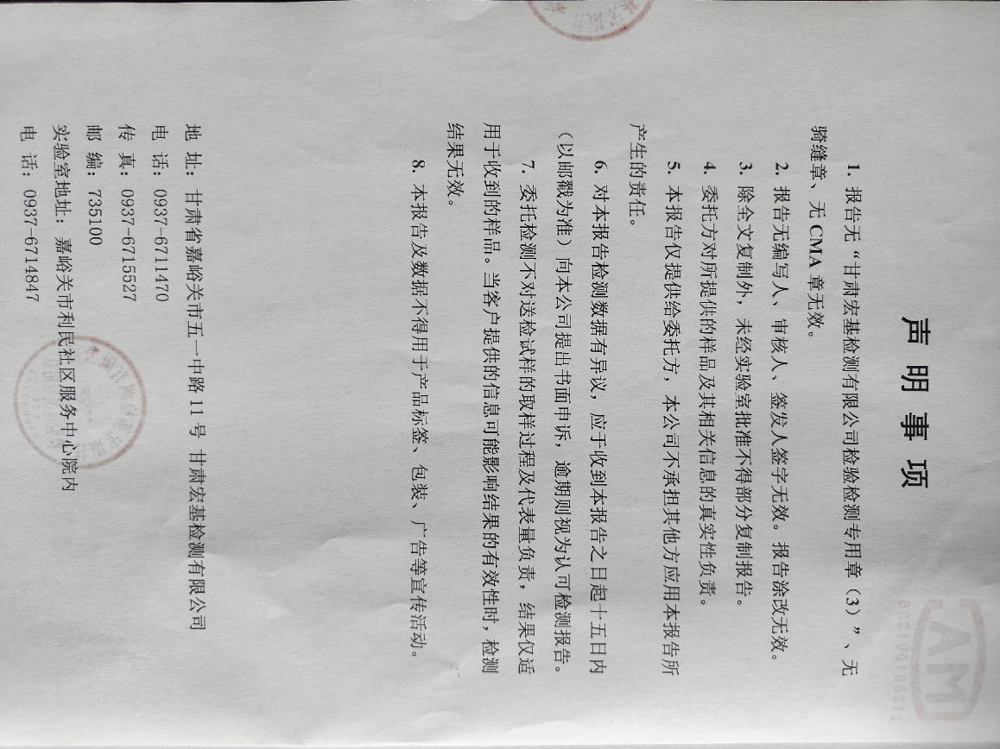 声明事项
1. 报告无“甘肃宏基检测有限公司检验检测专用章（3）”、无
骑缝章、无 CMA 章无效。
2. 报告无编写人、审核人、签发人签字无效。报告涂改无效。
3. 除全文复制外，未经实验室批准不得部分复制报告。
4. 委托方对所提供的样品及其相关信息的真实性负责。
5. 本报告仅提供给委托方，本公司不承担其他方应用本报告所
产生的责任。
6. 对本报告检测数据有异议，应于收到本报告之日起十五日内
（以邮戳为准）向本公司提出书面申诉，逾期则视为认可检测报告。
7. 委托检测不对送检试样的取样过程及代表量负责，结果仅适
用于收到的样品。当客户提供的信息可能影响结果的有效性时，检测
结果无效。
8. 本报告及数据不得用于产品标签、包装、广告等宣传活动。
地 址：甘肃省嘉峪关市五一中路 11 号 甘肃宏基检测有限公司
电 话：0937-6711470
传 真：0937-6715527
邮 编：735100
实验室地址：嘉峪关市利民社区服务中心院内
电 话：0937-6714847